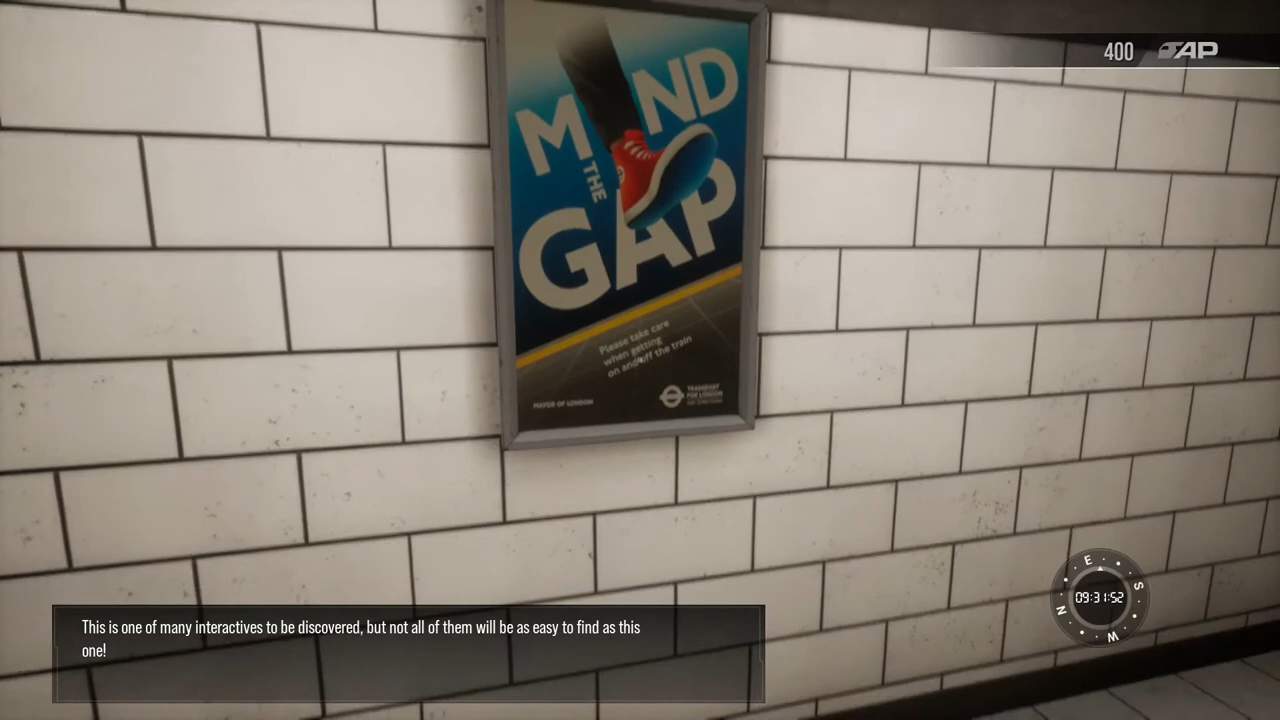 400 AP
M ND
THE
GAP
Please take care
when getting
on and off the train
MAYOR OF LONDON
TRANSPORT
FOR LONDON
E
S
N
W
09:31:52
This is one of many interactives to be discovered, but not all of them will be as easy to find as this
one!